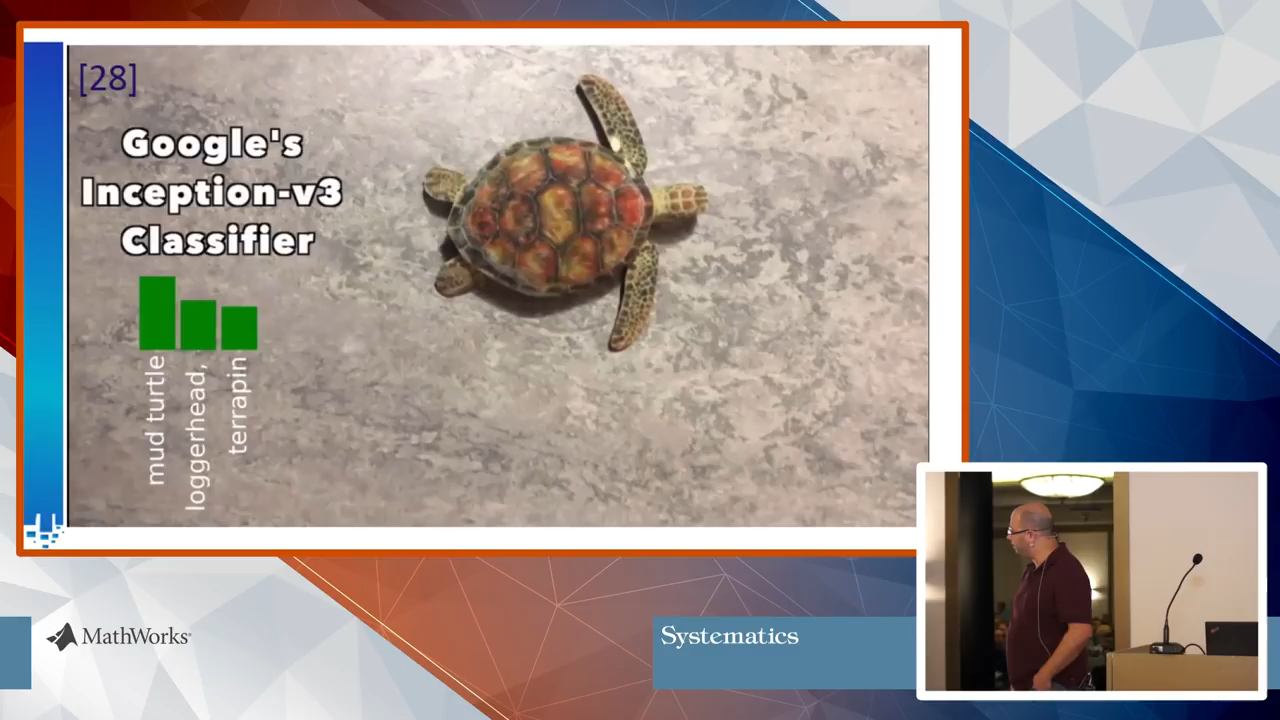 [28]
Google's
Inception-v3
Classifier
mud turtle
loggerhead,
terrapin
MathWorks®
Systematics